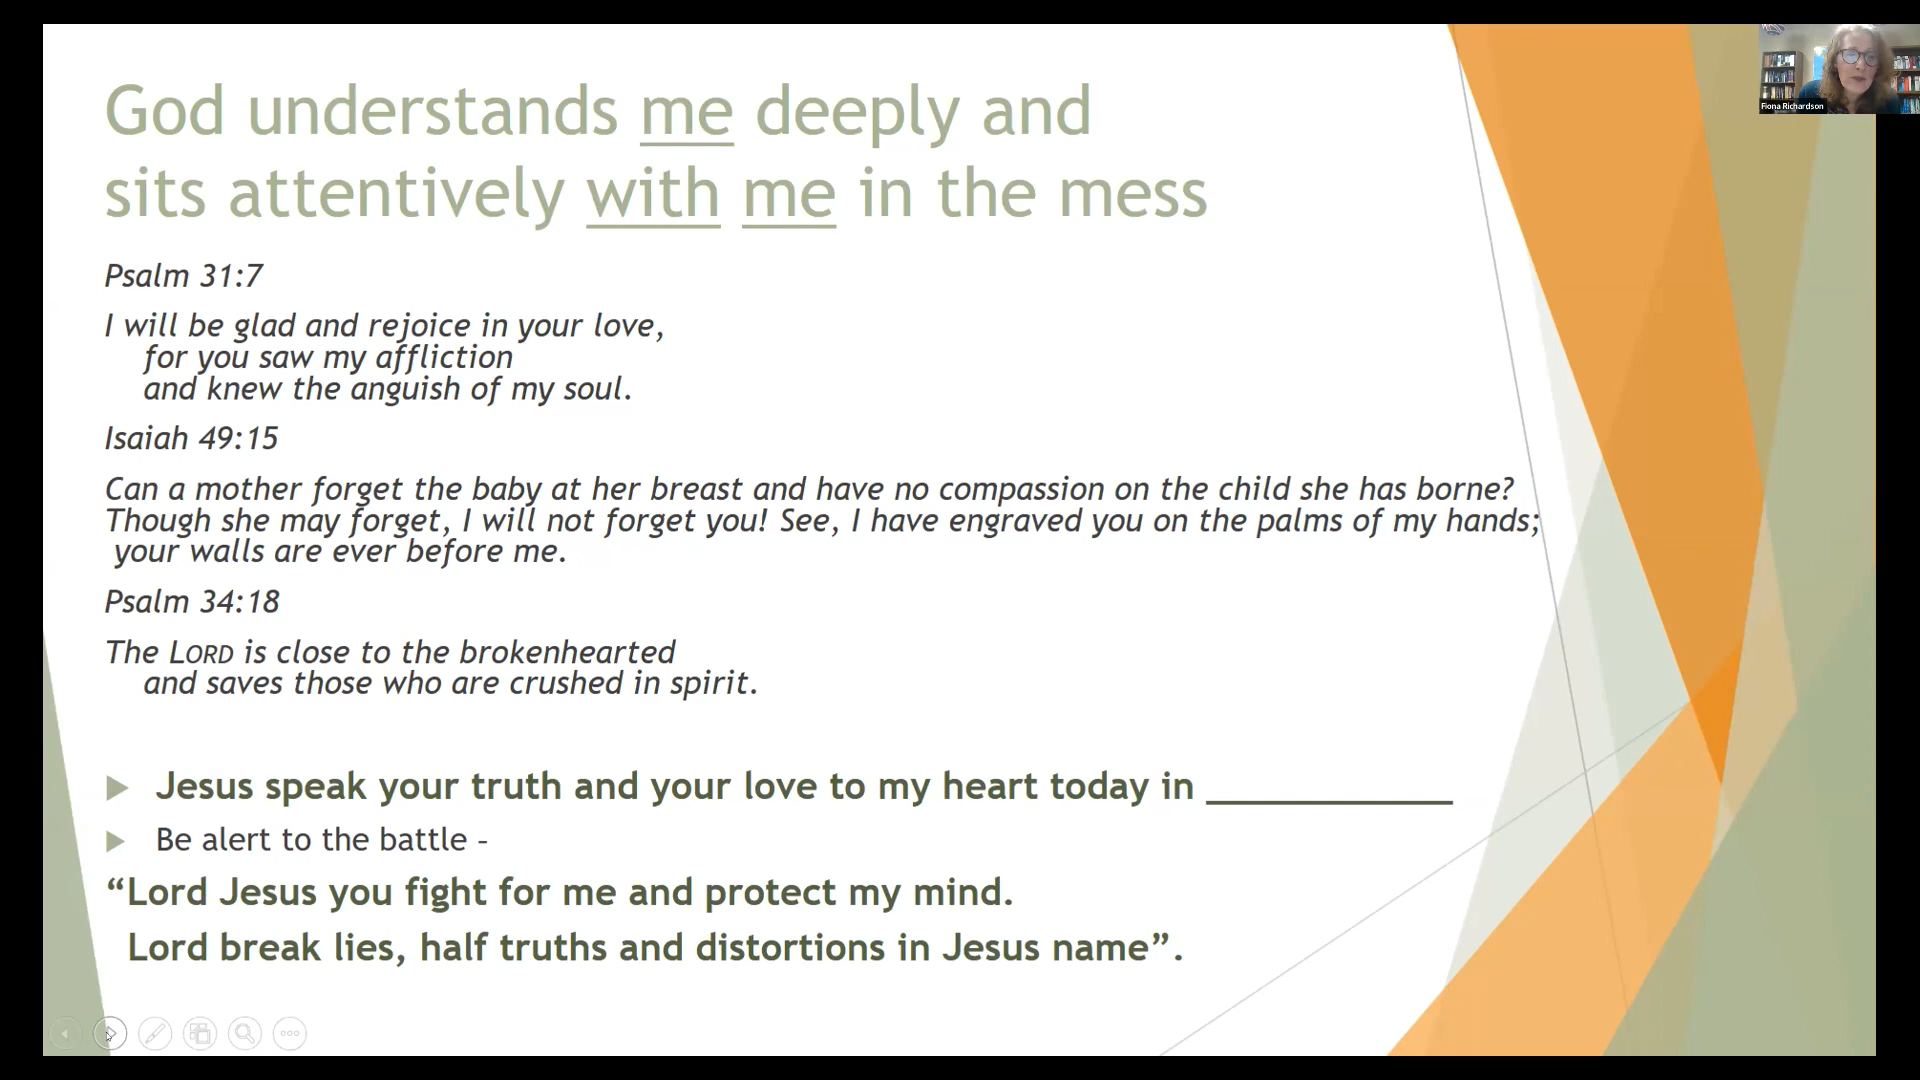 God understands me deeply and
sits attentively with me in the mess
Psalm 31:7
I will be glad and rejoice in your love,
for you saw my affliction
and knew the anguish of my soul.
Isaiah 49:15
Can a mother forget the baby at her breast and have no compassion on the child she has borne?
Though she may forget, I will not forget you! See, I have engraved you on the palms of my hands;
your walls are ever before me.
Psalm 34:18
The LORD is close to the brokenhearted
and saves those who are crushed in spirit.
Jesus speak your truth and your love to my heart today in ____________
Be alert to the battle –
“Lord Jesus you fight for me and protect my mind.
Lord break lies, half truths and distortions in Jesus name”.
Fiona Richardson